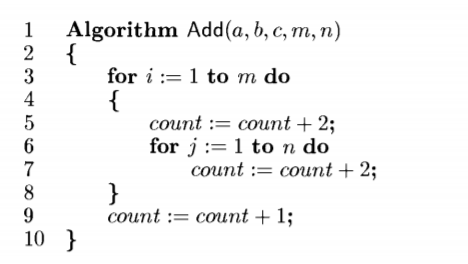 1 Algorithm Add(a, b, c, m, n)
2 {
3 for i := 1 to m do
4 {
5 count := count + 2;
6 for j := 1 to n do
7 count := count + 2;
8 }
9 count := count + 1;
10 }